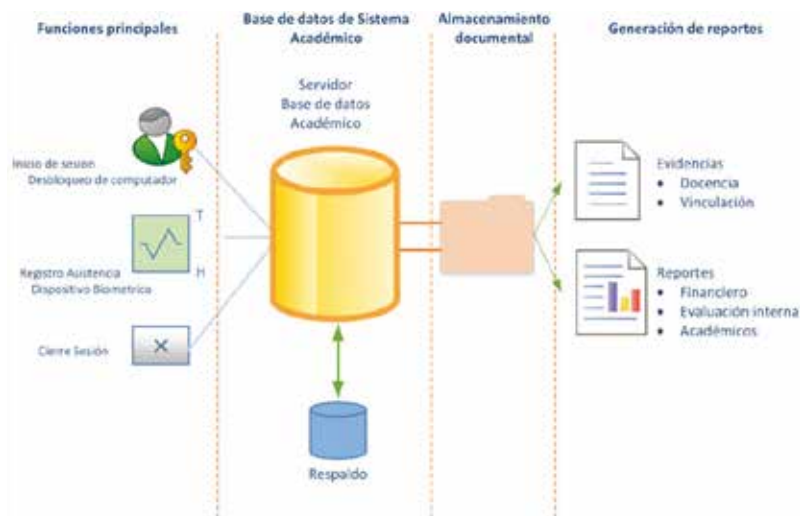 Funciones principales
Base de datos de Sistema
Académico
Almacenamiento
documental
Generación de reportes
Servidor
Base de datos
Académico
Inicio de sesion
Desbloqueo de computador
T
Registro Asistencia
H
Dispositivo Biometrico
Cierre Sesión
Respaldo
Evidencias
• Docencia
• Vinculación
Reportes
• Financiero
• Evaluación interna
• Académicos